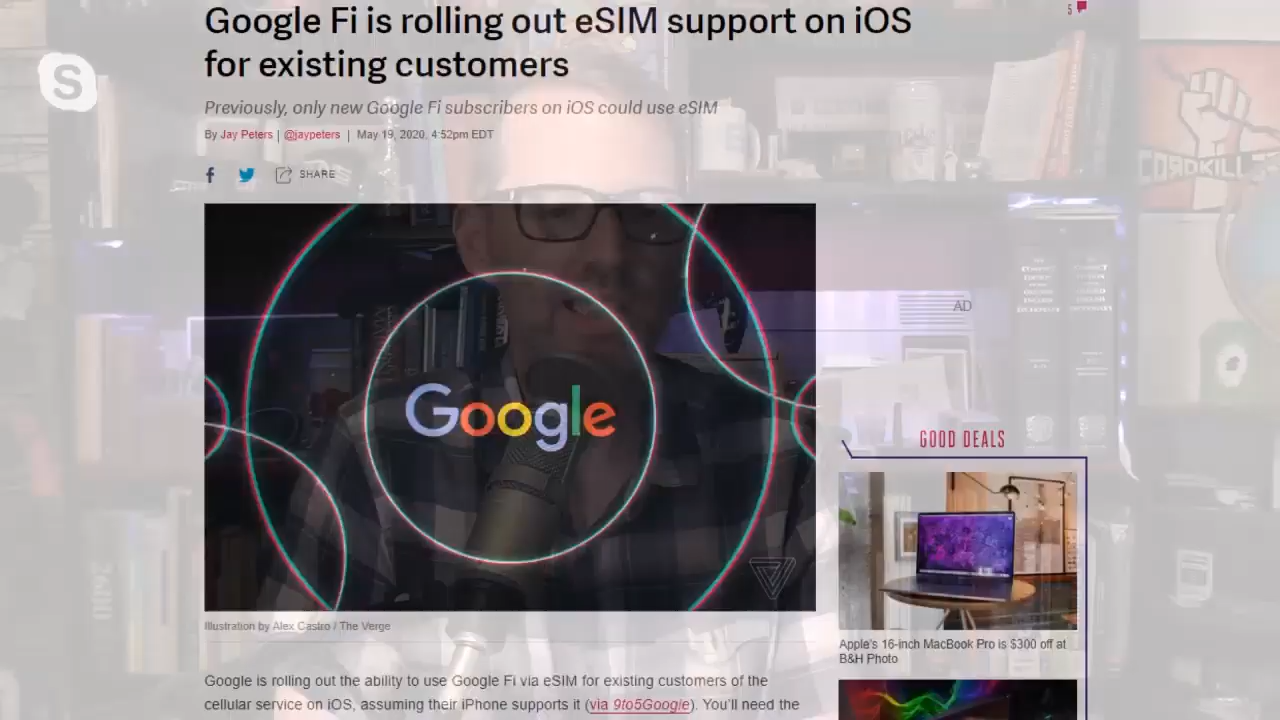 Google Fi is rolling out eSIM support on iOS
for existing customers
5
Previously, only new Google Fi subscribers on iOS could use eSIM
By Jay Peters | @jaypeters | May 19, 2020, 4:52pm EDT
SHARE
CORDKILL
AD
Google
GOOD DEALS
Illustration by Alex Castro / The Verge
Apple's 16-inch MacBook Pro is $300 off at
B&H Photo
Google is rolling out the ability to use Google Fi via eSIM for existing customers of the
cellular service on iOS, assuming their iPhone supports it (via 9to5Google). You'll need the